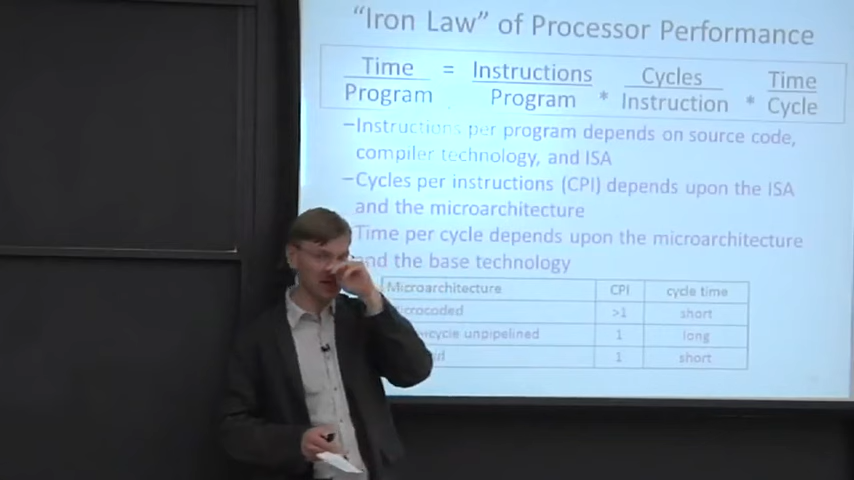 “Iron Law” of Processor Performance
Time = Instructions Cycles Time
Program Program * Instruction * Cycle
–Instructions per program depends on source code,
compiler technology, and ISA
–Cycles per instructions (CPI) depends upon the ISA
and the microarchitecture
Time per cycle depends upon the microarchitecture
and the base technology
Microarchitecture CPI cycle time
Microcoded >1 short
unpipelined 1 long
1 short